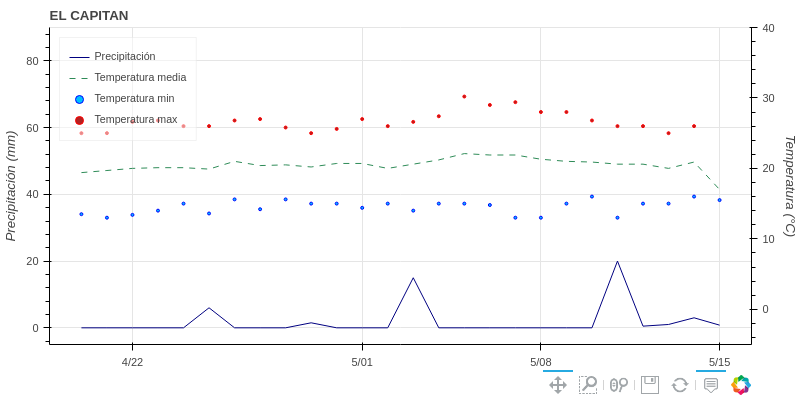 EL CAPITAN
Precipitación
Temperatura media
Temperatura min
Temperatura max
Precipitación (mm)
80
60
40
20
0
Temperatura (°C)
40
30
20
10
0
4/22
5/01
5/08
5/15